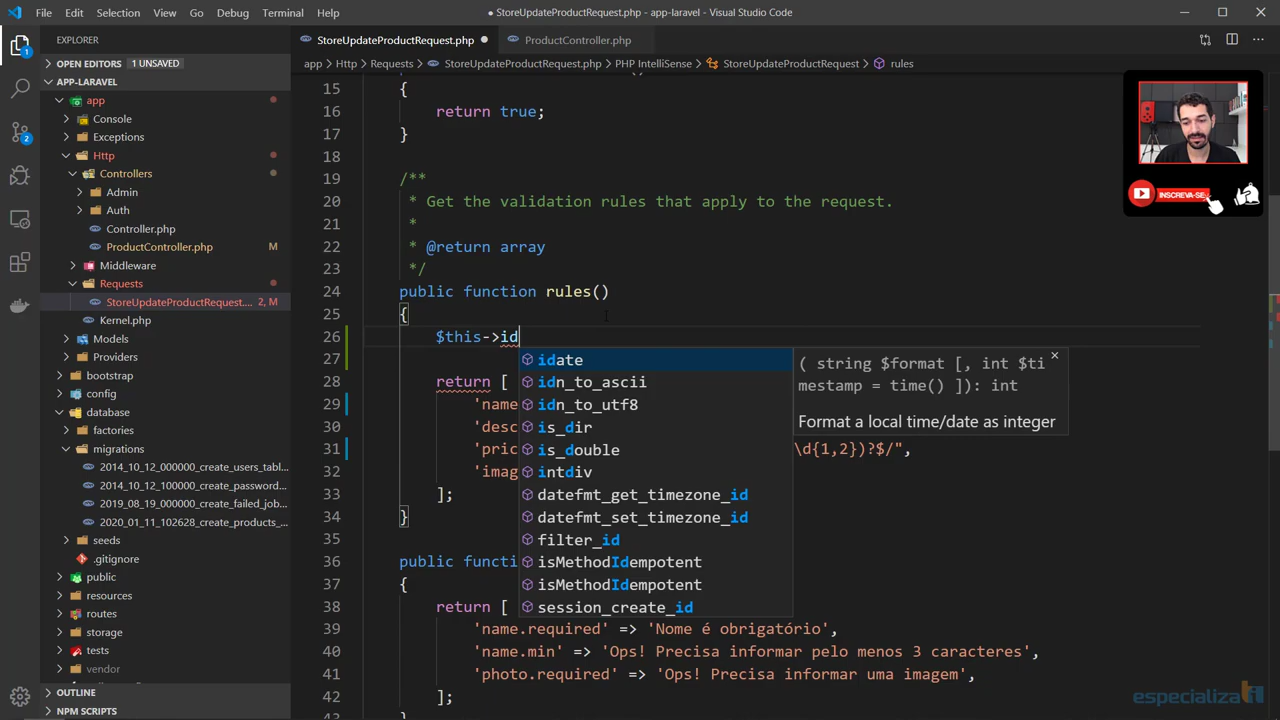 File Edit Selection View Go Debug Terminal Help
● StoreUpdateProductRequest.php - app-laravel - Visual Studio Code
EXPLORER
StoreUpdateProductRequest.php ●
ProductController.php
OPEN EDITORS 1 UNSAVED
app > Http > Requests > StoreUpdateProductRequest.php > PHP IntelliSense > StoreUpdateProductRequest > rules
APP-LARAVEL
app
Console
Exceptions
Http
Controllers
Admin
Auth
Controller.php
ProductController.php M
Middleware
Requests
StoreUpdateProductRequest.... 2, M
Kernel.php
Models
Providers
bootstrap
config
database
factories
migrations
2014_10_12_000000_create_users_tabl...
2014_10_12_100000_create_password...
2019_08_19_000000_create_failed_job...
2020_01_11_102628_create_products_...
seeds
.gitignore
public
resources
routes
storage
tests
vendor
OUTLINE
NPM SCRIPTS
1
2
15 {
16 return true;
17 }
18
19 /**
20 * Get the validation rules that apply to the request.
21 *
22 * @return array
23 */
24 public function rules()
25 {
26 $this->id
27
28 return [
29 'name
30 'desc
31 'pric \d{1,2})?$/",
32 'imag
33 ];
34 }
35
36 public functi
37 {
38 return [
39 'name.required' => 'Nome é obrigatório',
40 'name.min' => 'Ops! Precisa informar pelo menos 3 caracteres',
41 'photo.required' => 'Ops! Precisa informar uma imagem',
42 ];
idate
idn_to_ascii
idn_to_utf8
is_dir
is_double
intdiv
datefmt_get_timezone_id
datefmt_set_timezone_id
filter_id
isMethodIdempotent
isMethodIdempotent
session_create_id
( string $format [, int $ti
mestamp = time() ]): int
Format a local time/date as integer
INSCREVA-SE
especializati